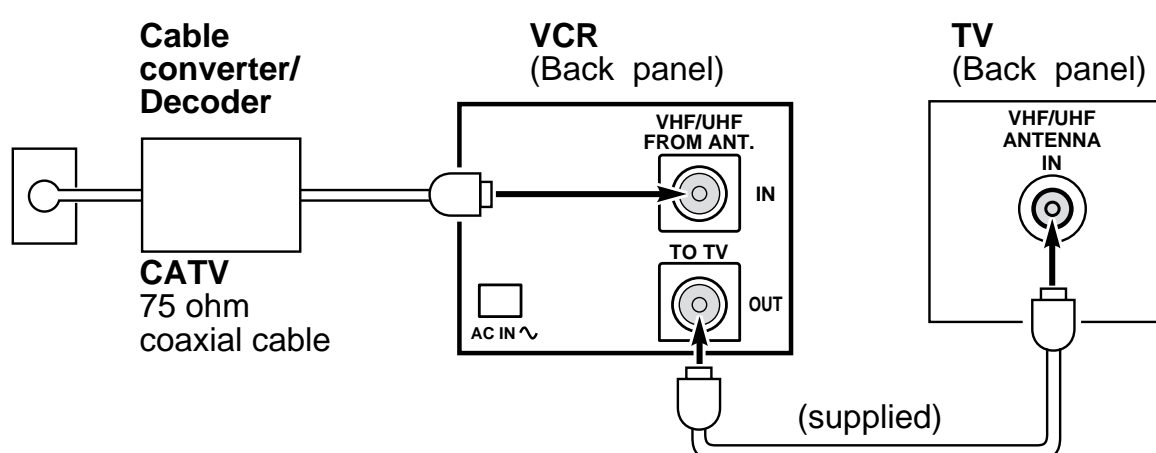 Cable
converter/
Decoder
CATV
75 ohm
coaxial cable
VCR
(Back panel)
VHF/UHF
FROM ANT.
IN
TO TV
OUT
AC IN ∿
(supplied)
TV
(Back panel)
VHF/UHF
ANTENNA
IN